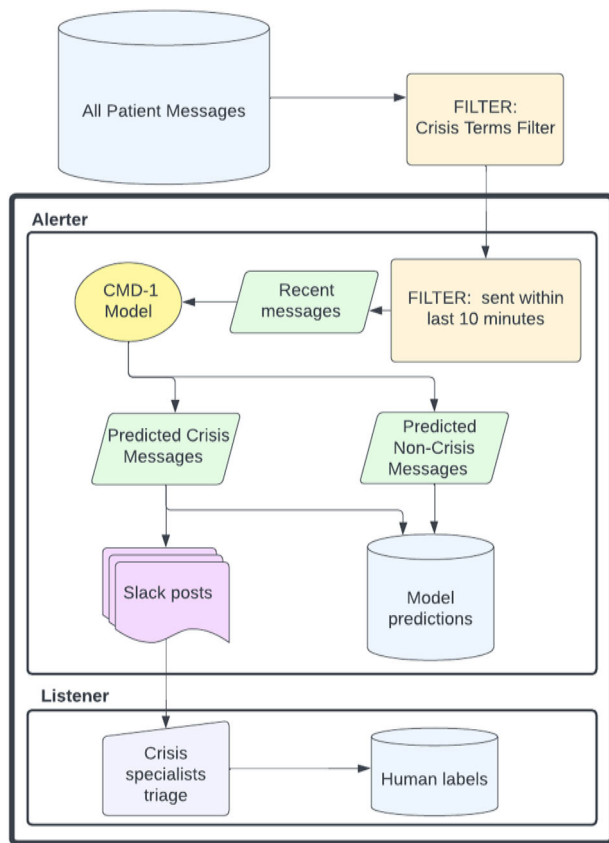 All Patient Messages
FILTER:
Crisis Terms Filter
Alerter
CMD-1
Model
Recent
messages
FILTER:  sent within
last 10 minutes
Predicted Crisis
Messages
Predicted
Non-Crisis
Messages
Slack posts
Model
predictions
Listener
Crisis
specialists
triage
Human labels